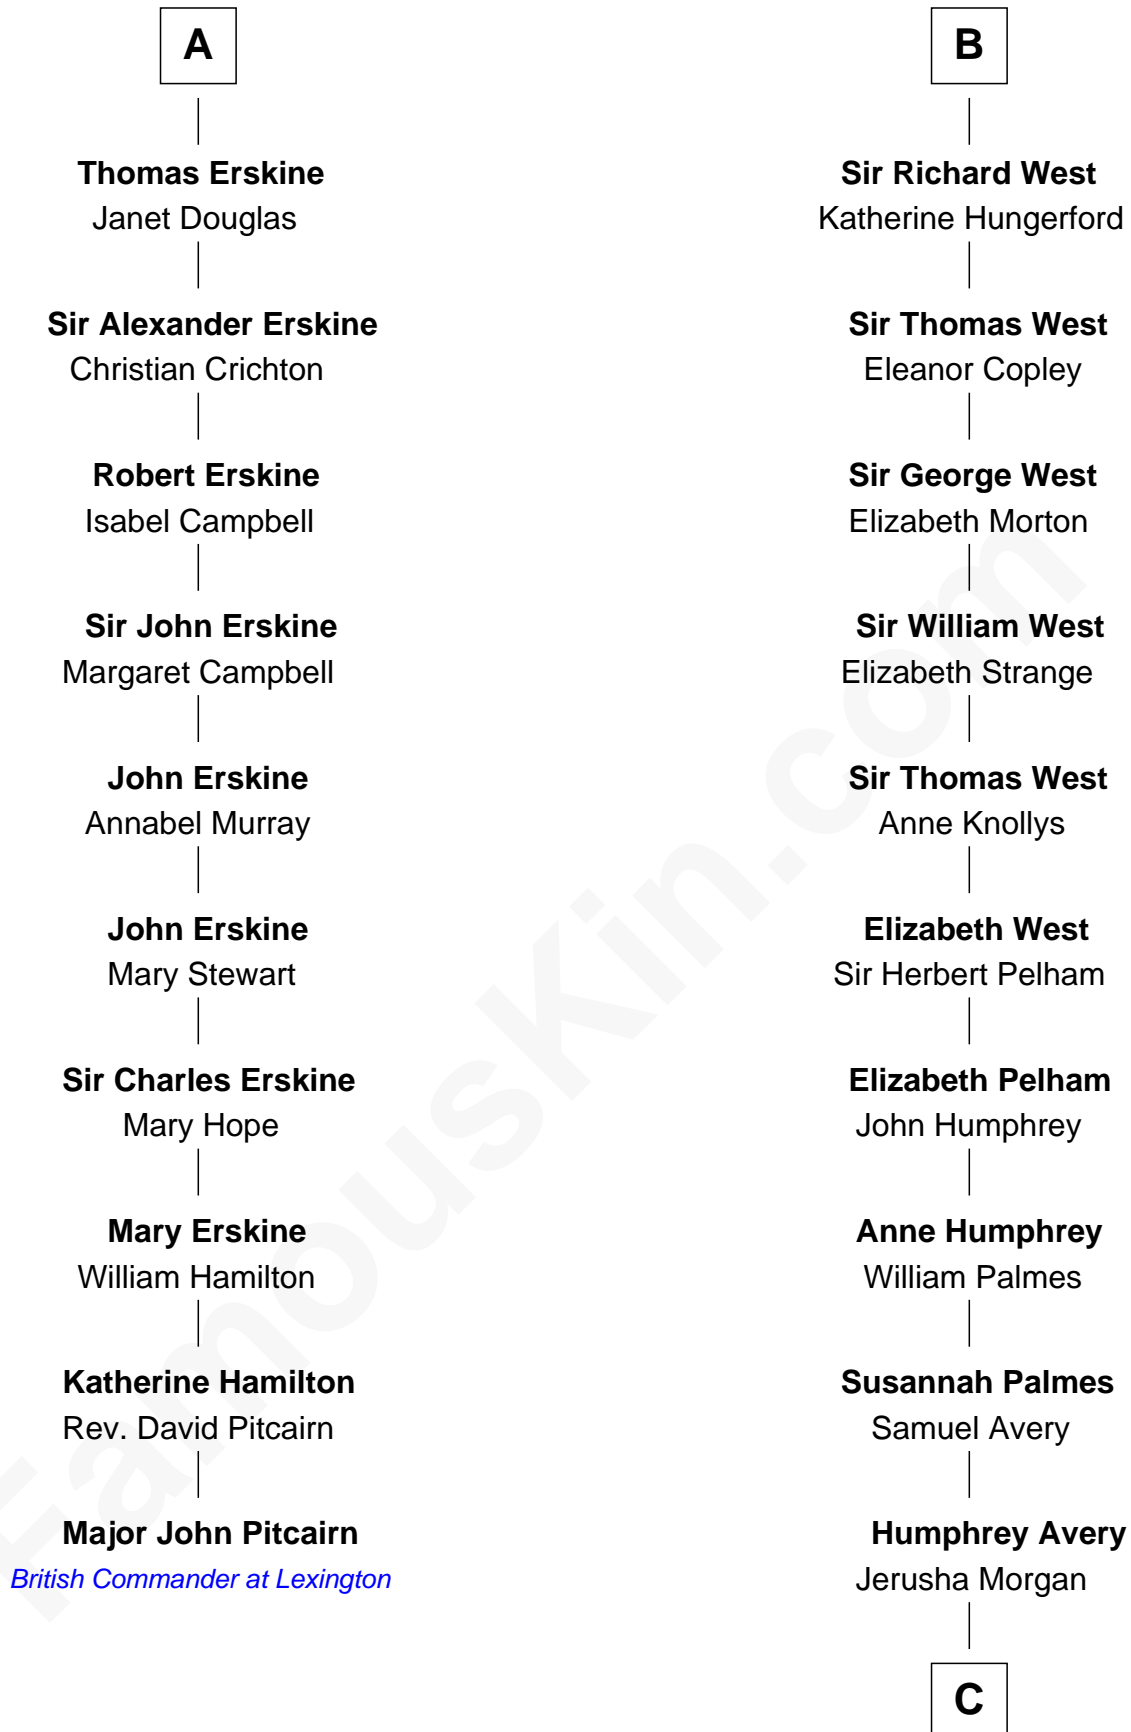 A
Thomas Erskine
Janet Douglas
Sir Alexander Erskine
Christian Crichton
Robert Erskine
Isabel Campbell
Sir John Erskine
Margaret Campbell
John Erskine
Annabel Murray
John Erskine
Mary Stewart
Sir Charles Erskine
Mary Hope
Mary Erskine
William Hamilton
Katherine Hamilton
Rev. David Pitcairn
Major John Pitcairn
British Commander at Lexington
B
Sir Richard West
Katherine Hungerford
Sir Thomas West
Eleanor Copley
Sir George West
Elizabeth Morton
Sir William West
Elizabeth Strange
Sir Thomas West
Anne Knollys
Elizabeth West
Sir Herbert Pelham
Elizabeth Pelham
John Humphrey
Anne Humphrey
William Palmes
Susannah Palmes
Samuel Avery
Humphrey Avery
Jerusha Morgan
C
FamousKin.com